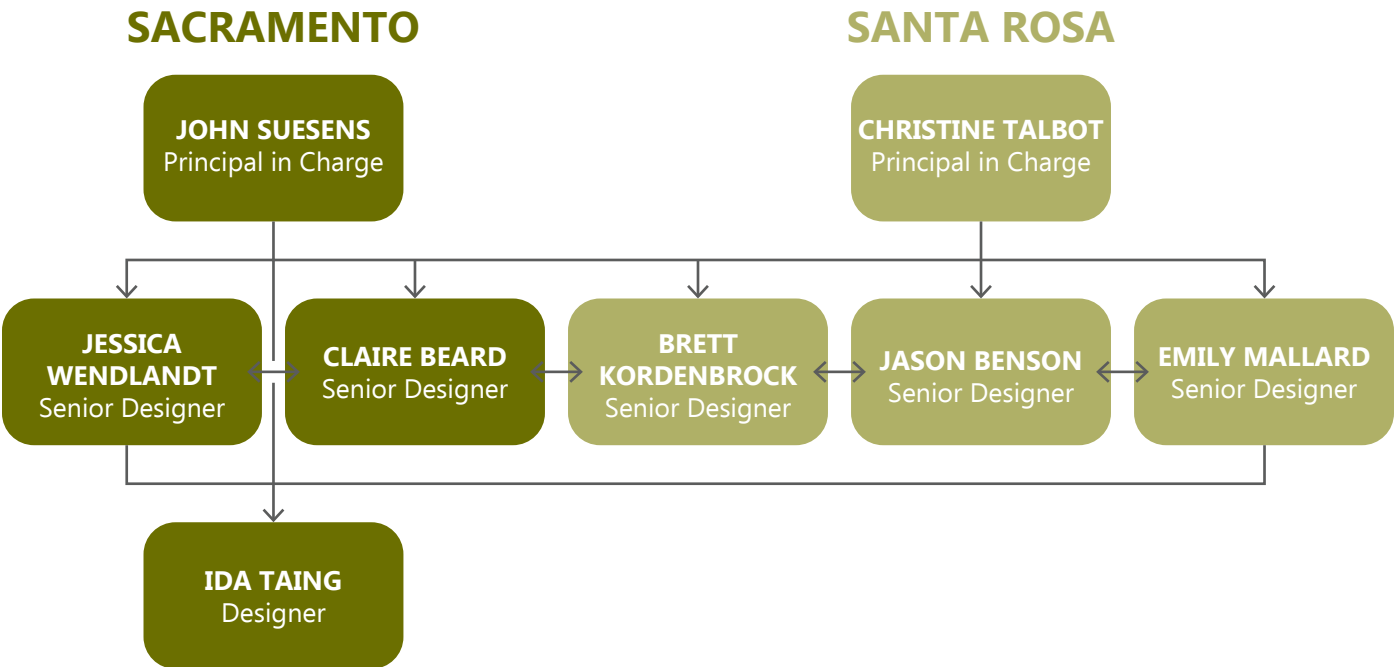 SACRAMENTO
SANTA ROSA
JOHN SUESENS
Principal in Charge
CHRISTINE TALBOT
Principal in Charge
JESSICA
WENDLANDT
Senior Designer
CLAIRE BEARD
Senior Designer
BRETT
KORDENBROCK
Senior Designer
JASON BENSON
Senior Designer
EMILY MALLARD
Senior Designer
IDA TAING
Designer